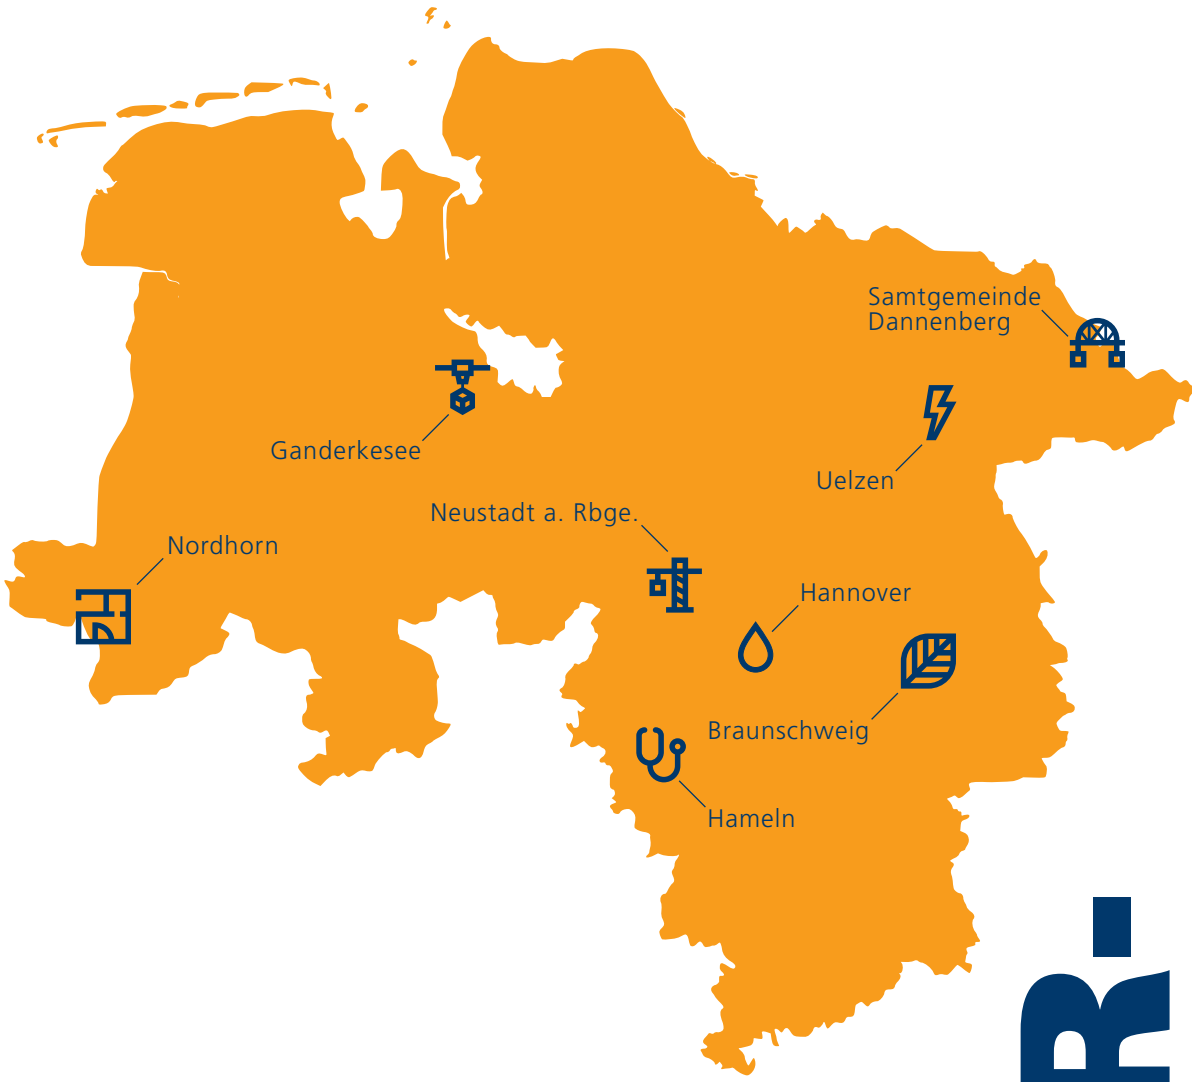 Samtgemeinde
Dannenberg
Ganderkesee
Uelzen
Neustadt a. Rbge.
Nordhorn
Hannover
Braunschweig
Hameln
R-